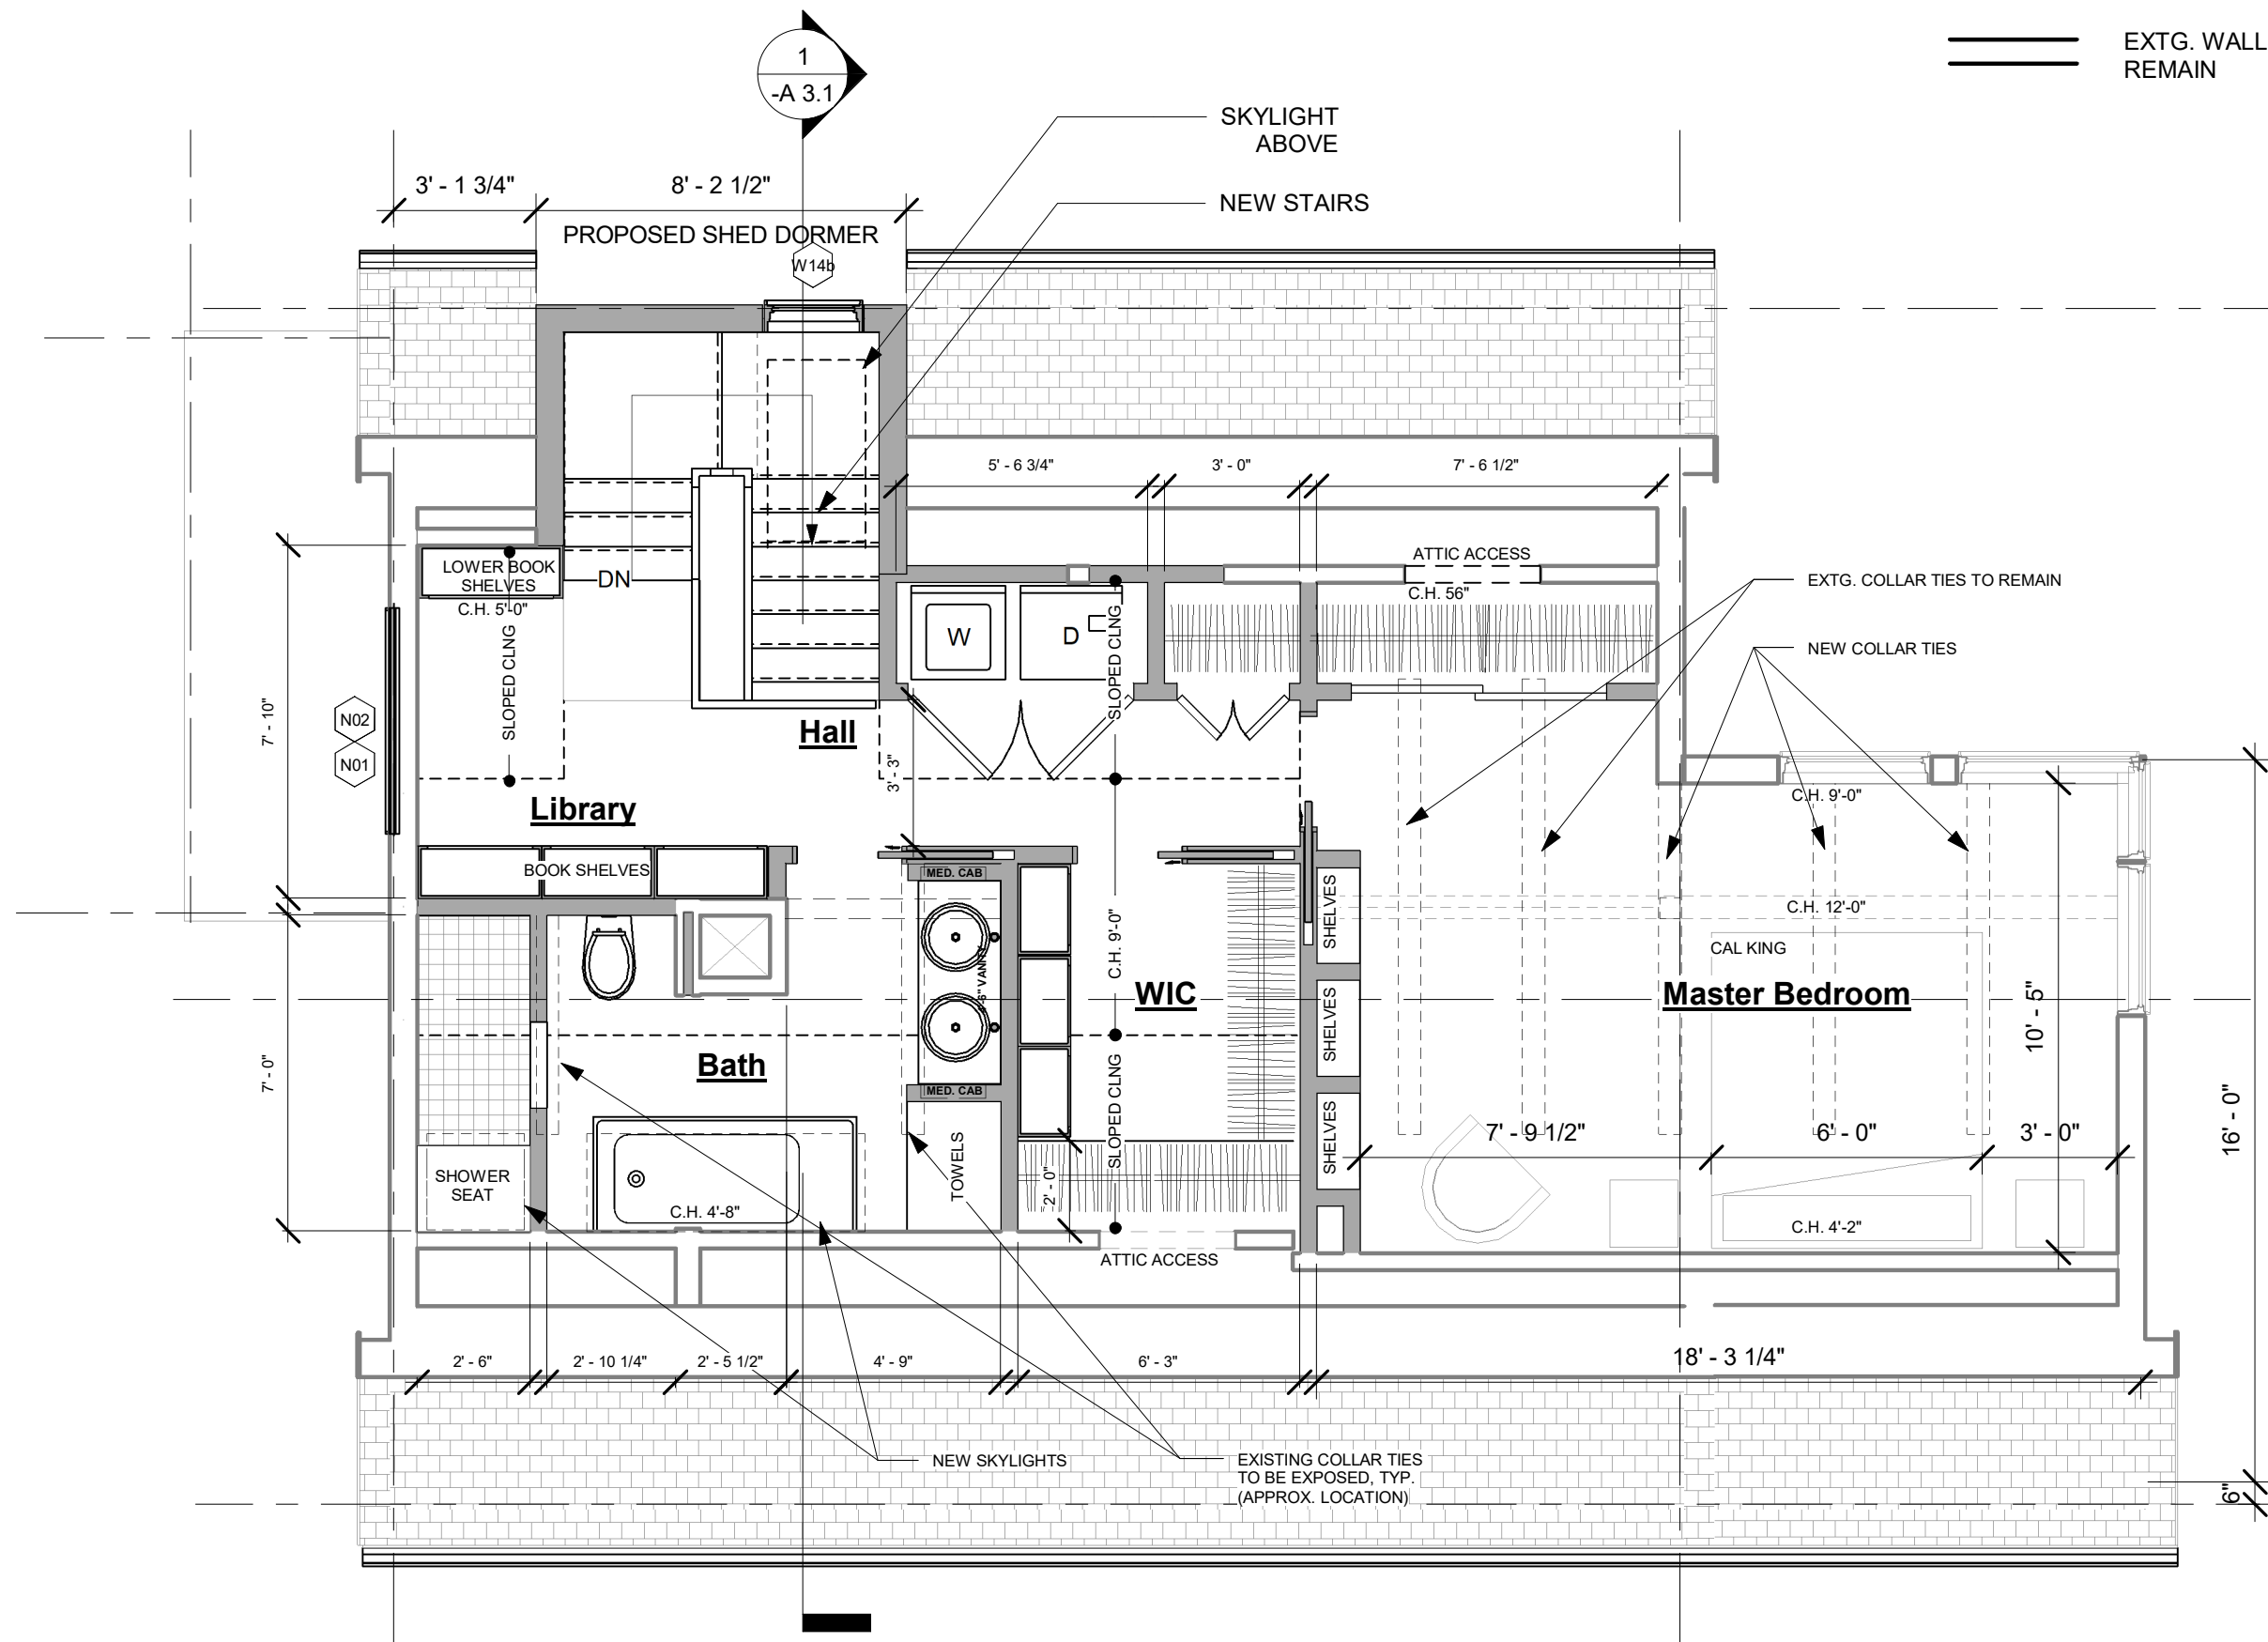 1
-A 3.1
EXTG. WALL
REMAIN
SKYLIGHT
ABOVE
3' - 1 3/4"
8' - 2 1/2"
NEW STAIRS
PROPOSED SHED DORMER
W14b
5' - 6 3/4"
3' - 0"
7' - 6 1/2"
ATTIC ACCESS
C.H. 56"
LOWER BOOK
SHELVES
C.H. 5'-0"
DN
W
D
SLOPED CLNG
SLOPED CLNG
EXTG. COLLAR TIES TO REMAIN
NEW COLLAR TIES
7' - 10"
N02
N01
Hall
3' - 3"
Library
C.H. 9'-0"
BOOK SHELVES
MED. CAB
SHELVES
C.H. 12'-0"
CAL KING
C.H. 9'-0"
WIC
Master Bedroom
SHELVES
10' - 5"
7' - 0"
Bath
MED. CAB
SLOPED CLNG
SHELVES
7' - 9 1/2"
6' - 0"
3' - 0"
16' - 0"
SHOWER
SEAT
TOWELS
2' - 0"
C.H. 4'-8"
C.H. 4'-2"
ATTIC ACCESS
2' - 6"
2' - 10 1/4"
2' - 5 1/2"
4' - 9"
6' - 3"
18' - 3 1/4"
NEW SKYLIGHTS
EXISTING COLLAR TIES
TO BE EXPOSED, TYP.
(APPROX. LOCATION)
6"